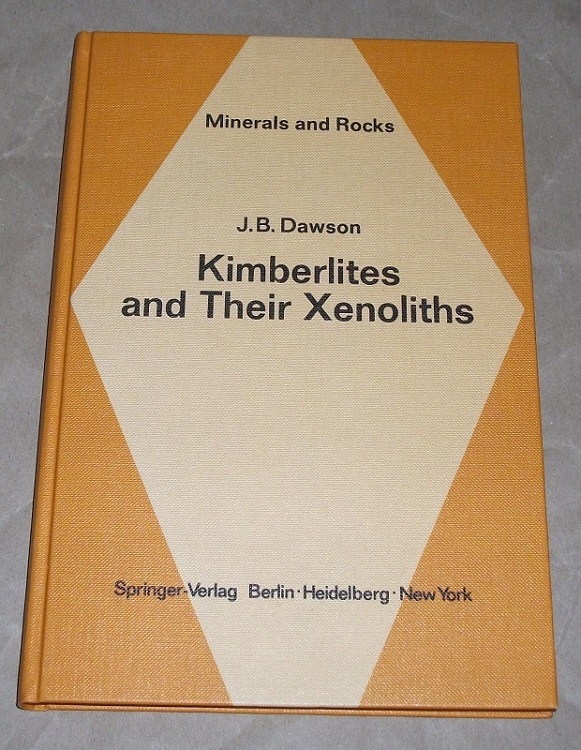 Minerals and Rocks
J.B. Dawson
Kimberlites
and Their Xenoliths
Springer-Verlag Berlin·Heidelberg·New York